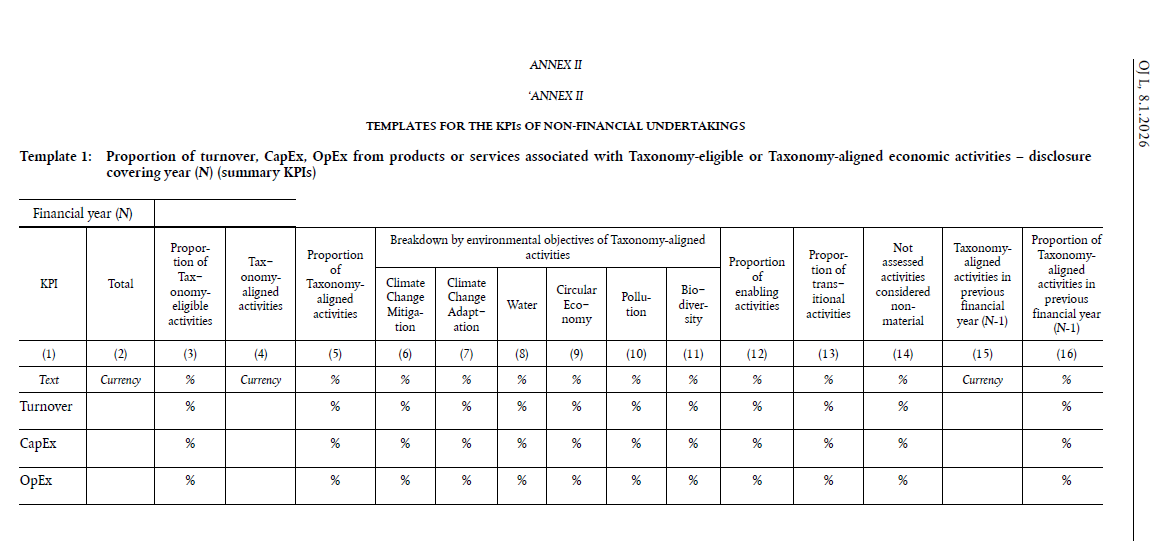 ANNEX II
‘ANNEX II
TEMPLATES FOR THE KPIs OF NON-FINANCIAL UNDERTAKINGS
Template 1: Proportion of turnover, CapEx, OpEx from products or services associated with Taxonomy-eligible or Taxonomy-aligned economic activities – disclosure
covering year (N) (summary KPIs)
Financial year (N)
KPI
Total
Propor-
tion of
Tax–
onomy-
eligible
activities
Tax–
onomy-
aligned
activities
Proportion
of
Taxonomy-
aligned
activities
Breakdown by environmental objectives of Taxonomy-aligned
activities
Climate
Change
Mitiga-
tion
Climate
Change
Adapt–
ation
Water
Circular
Eco–
nomy
Pollu-
tion
Bio–
diver-
sity
Proportion
of
enabling
activities
Propor-
tion of
trans–
itional
activities
Not
assessed
activities
considered
non-
material
Taxonomy-
aligned
activities in
previous
financial
year (N-1)
Proportion of
Taxonomy-
aligned
activities in
previous
financial year
(N-1)
(1) (2) (3) (4) (5) (6) (7) (8) (9) (10) (11) (12) (13) (14) (15) (16)
Text Currency % Currency % % % % % % % % % % Currency %
Turnover % % % % % % % % % % % %
CapEx % % % % % % % % % % % %
OpEx % % % % % % % % % % % %
OJ L, 8.1.2026